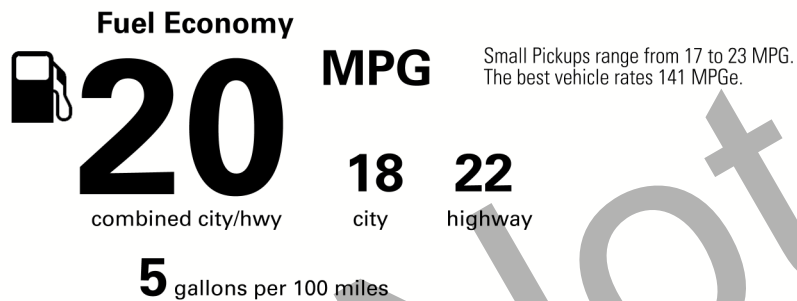 Fuel Economy
20 MPG
Small Pickups range from 17 to 23 MPG.
The best vehicle rates 141 MPGe.
18 22
combined city/hwy city highway
5 gallons per 100 miles
Not